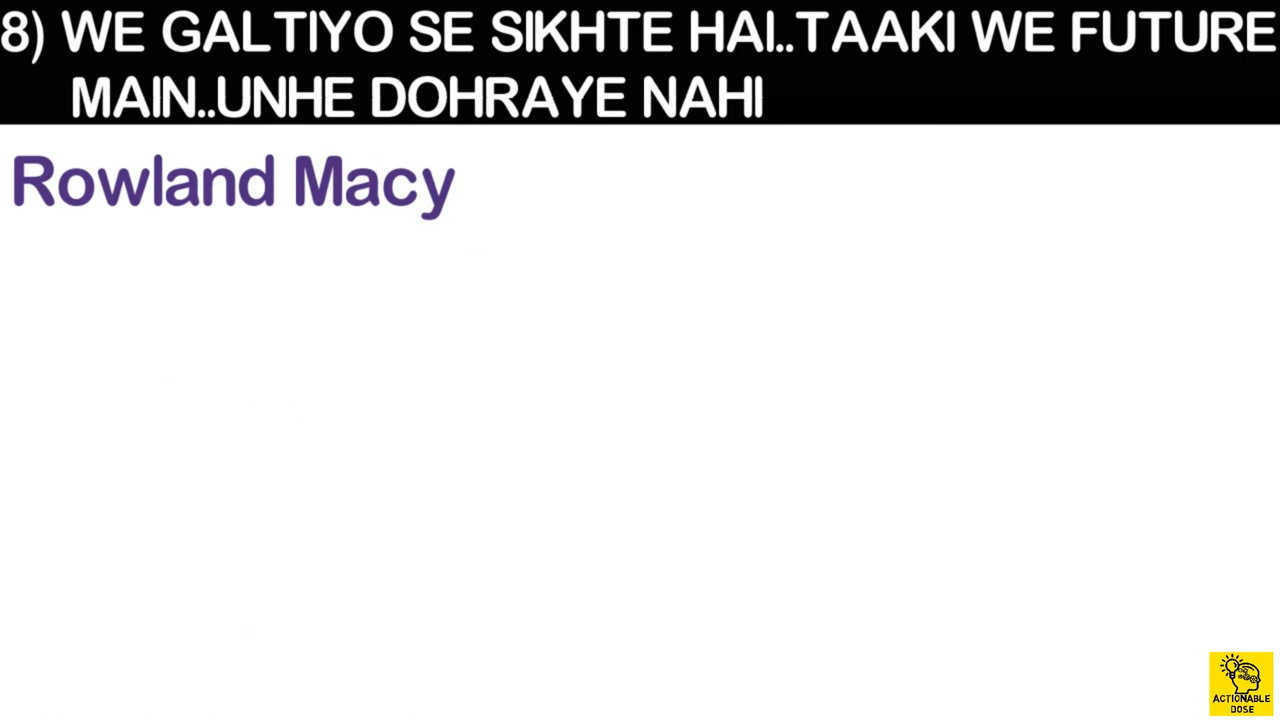 8) WE GALTIYO SE SIKHTE HAI..TAAKI WE FUTURE
MAIN..UNHE DOHRAYE NAHI
Rowland Macy
ACTIONABLE
DOSE